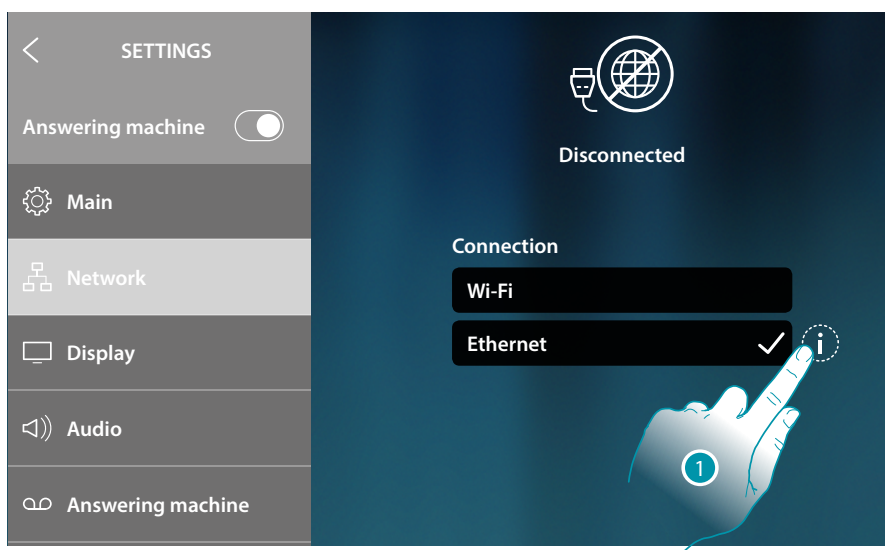 SETTINGS
Answering machine
Main
Network
Display
Audio
Answering machine
Disconnected
Connection
Wi-Fi
Ethernet
i
1